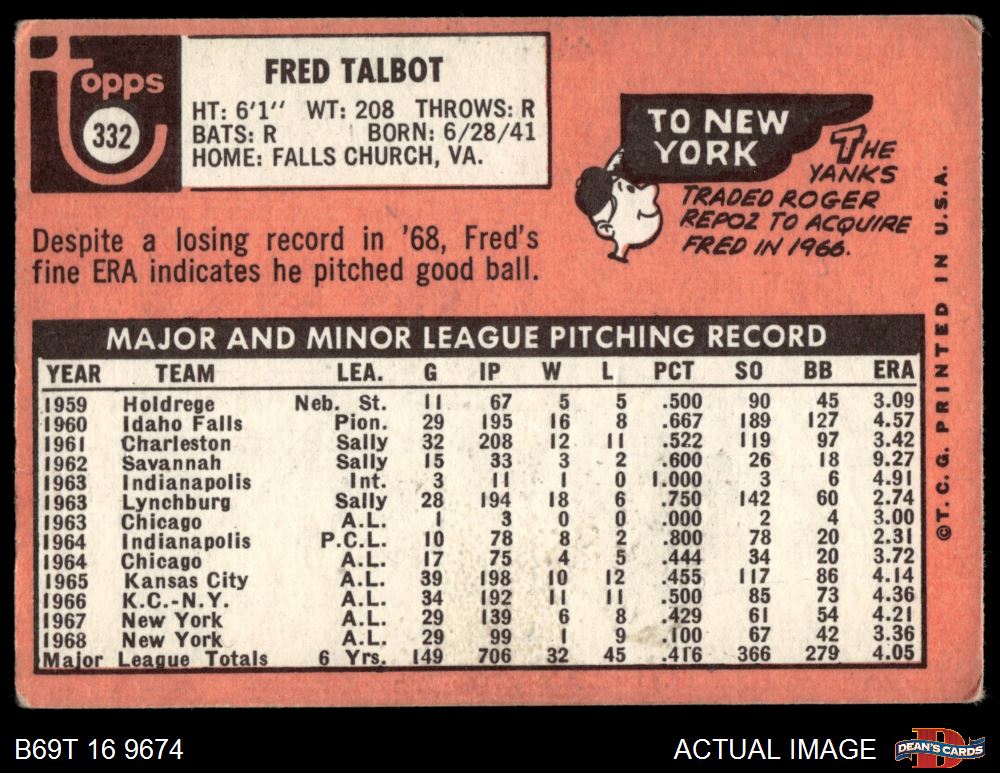 topps
332
FRED TALBOT
HT: 6'1" WT: 208 THROWS: R
BATS: R BORN: 6/28/41
HOME: FALLS CHURCH, VA.
Despite a losing record in '68, Fred's
fine ERA indicates he pitched good ball.
TO NEW
YORK
THE
YANKS
TRADED ROGER
REPOZ TO ACQUIRE
FRED IN 1966.
MAJOR AND MINOR LEAGUE PITCHING RECORD
YEAR TEAM LEA. G IP W L PCT SO BB ERA
1959 Holdrege Neb. St. 11 67 5 5 .500 90 45 3.09
1960 Idaho Falls Pion. 29 195 16 8 .667 189 127 4.57
1961 Charleston Sally 32 208 12 11 .522 119 97 3.42
1962 Savannah Sally 15 33 3 2 .600 26 18 9.27
1963 Indianapolis Int. 3 11 1 0 1.000 3 6 4.91
1963 Lynchburg Sally 28 194 18 6 .750 142 60 2.74
1963 Chicago A.L. 1 3 0 0 .000 2 4 3.00
1964 Indianapolis P.C.L. 10 78 8 2 .800 78 20 2.31
1964 Chicago A.L. 17 75 4 5 .444 34 20 3.72
1965 Kansas City A.L. 39 198 10 12 .455 117 86 4.14
1966 K.C.-N.Y. A.L. 34 192 11 11 .500 85 73 4.36
1967 New York A.L. 29 139 6 8 .429 61 54 4.21
1968 New York A.L. 29 99 1 9 .100 67 42 3.36
Major League Totals 6 Yrs. 149 706 32 45 .416 366 279 4.05
©T. C. G. PRINTED IN U.S.A.
B69T 16 9674
ACTUAL IMAGE
D
DEAN'S CARDS